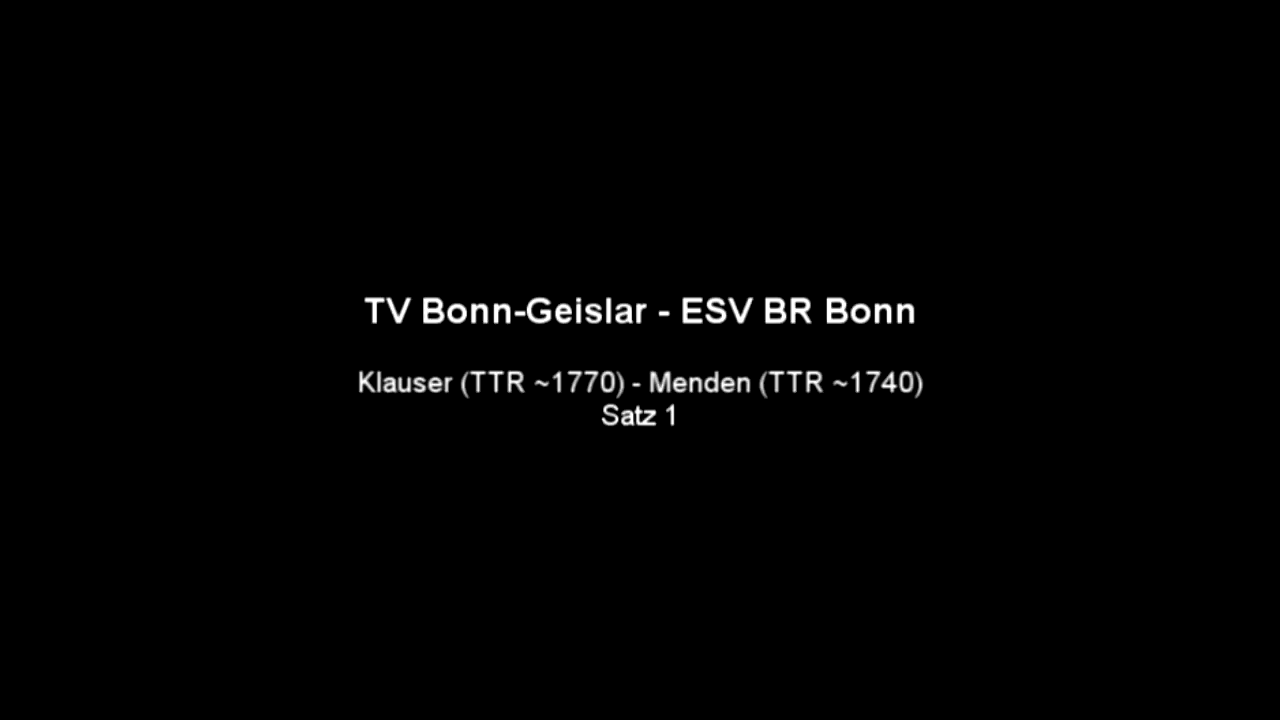 TV Bonn-Geislar - ESV BR Bonn
Klauser (TTR ~1770) - Menden (TTR ~1740)
Satz 1